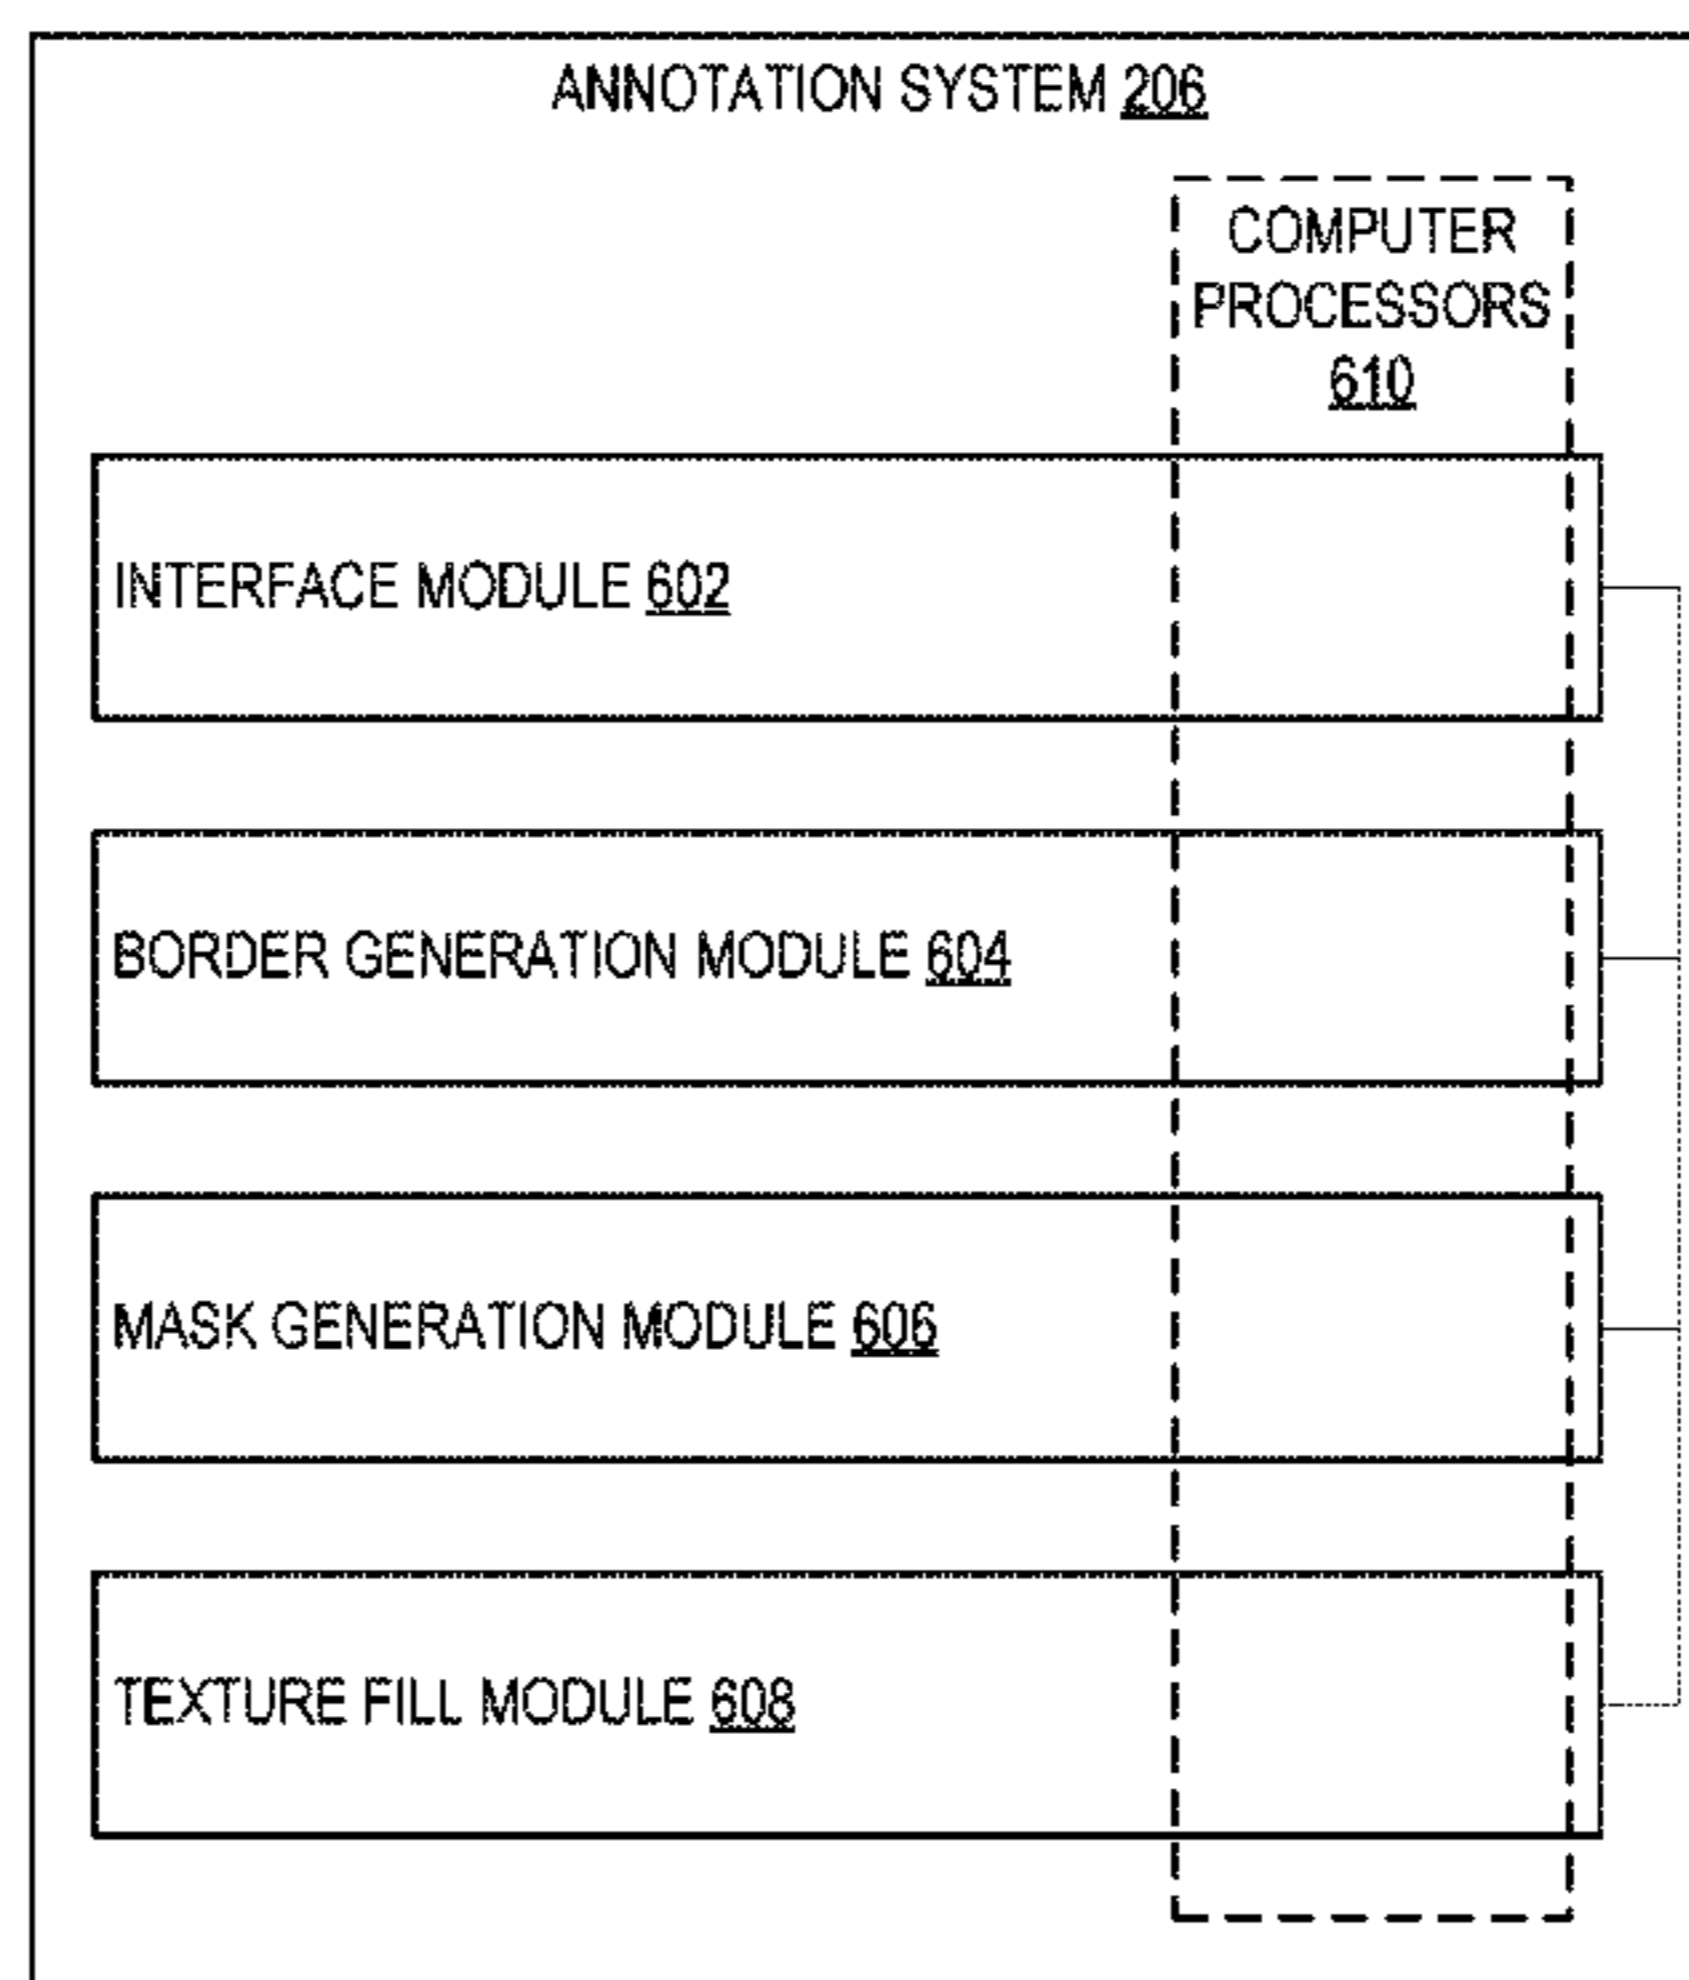 ANNOTATION SYSTEM 206
COMPUTER
PROCESSORS
610
INTERFACE MODULE 602
BORDER GENERATION MODULE 604
MASK GENERATION MODULE 606
TEXTURE FILL MODULE 608